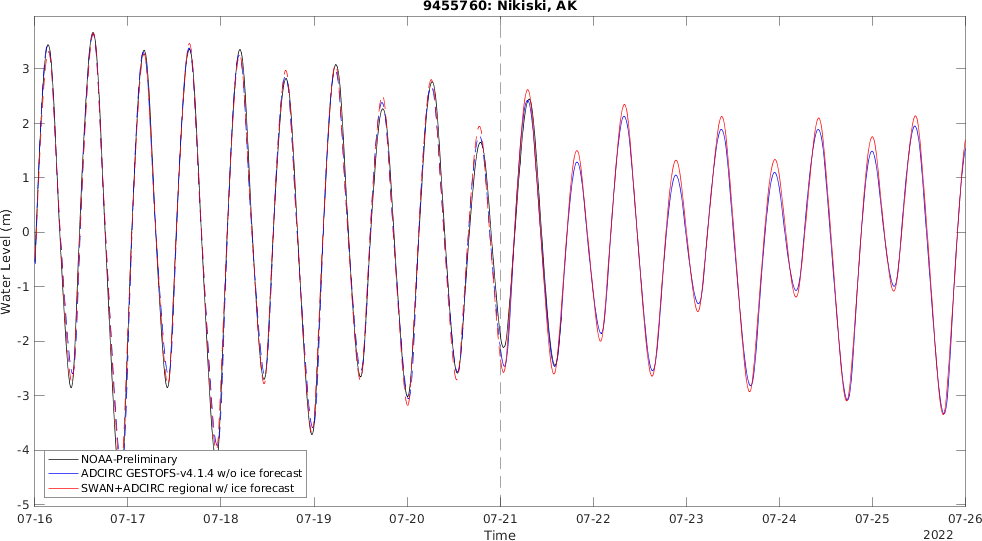 9455760: Nikiski, AK
Water Level (m)
3
2
1
0
-1
-2
-3
-4
-5
NOAA-Preliminary
ADCIRC GESTOFS-v4.1.4 w/o ice forecast
SWAN+ADCIRC regional w/ ice forecast
07-16 07-17 07-18 07-19 07-20 07-21 07-22 07-23 07-24 07-25 07-26
Time
2022